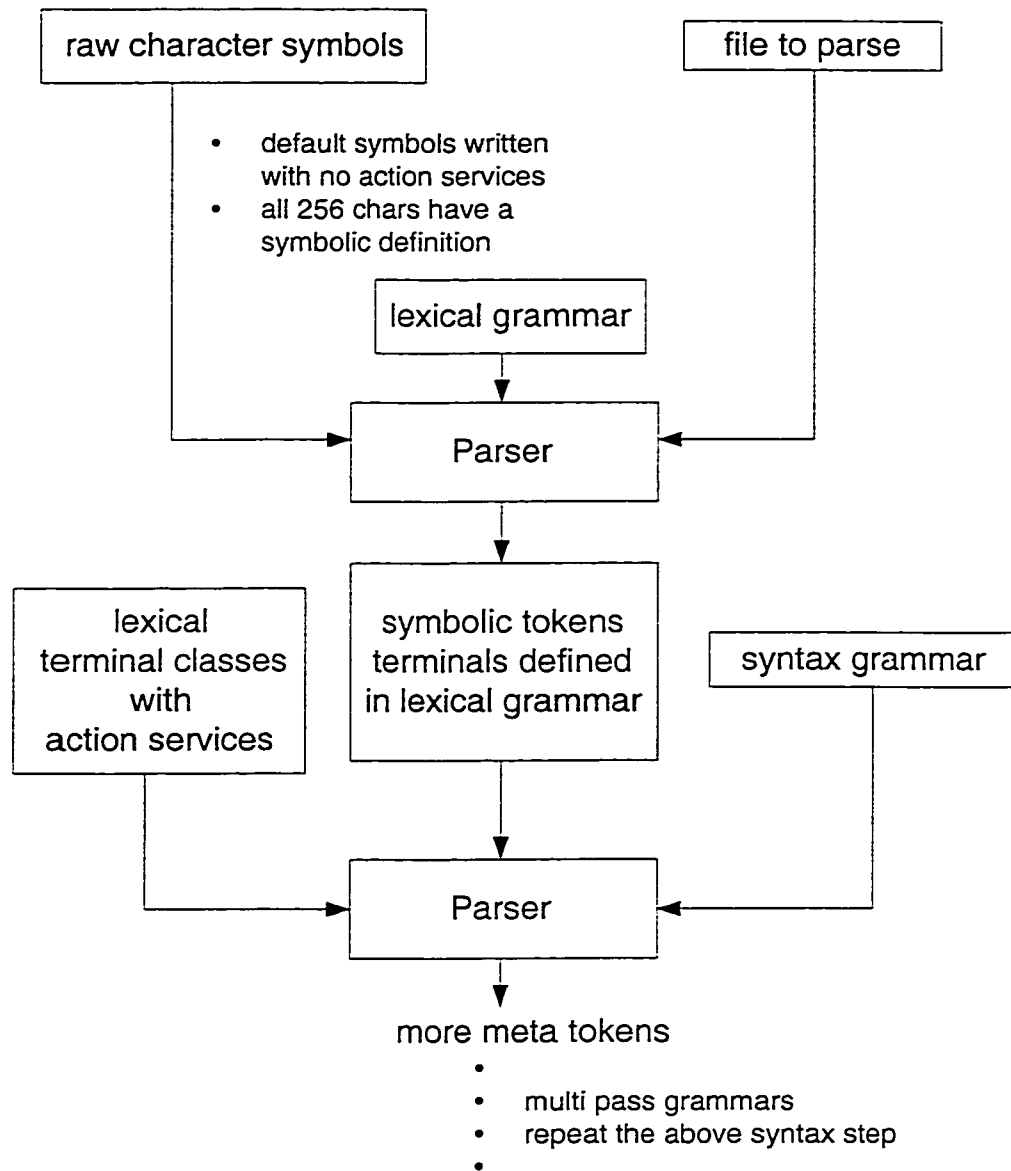 raw character symbols
file to parse
• default symbols written
with no action services
• all 256 chars have a
symbolic definition
lexical grammar
Parser
lexical
terminal classes
with
action services
symbolic tokens
terminals defined
in lexical grammar
syntax grammar
Parser
more meta tokens
•
• multi pass grammars
• repeat the above syntax step
•